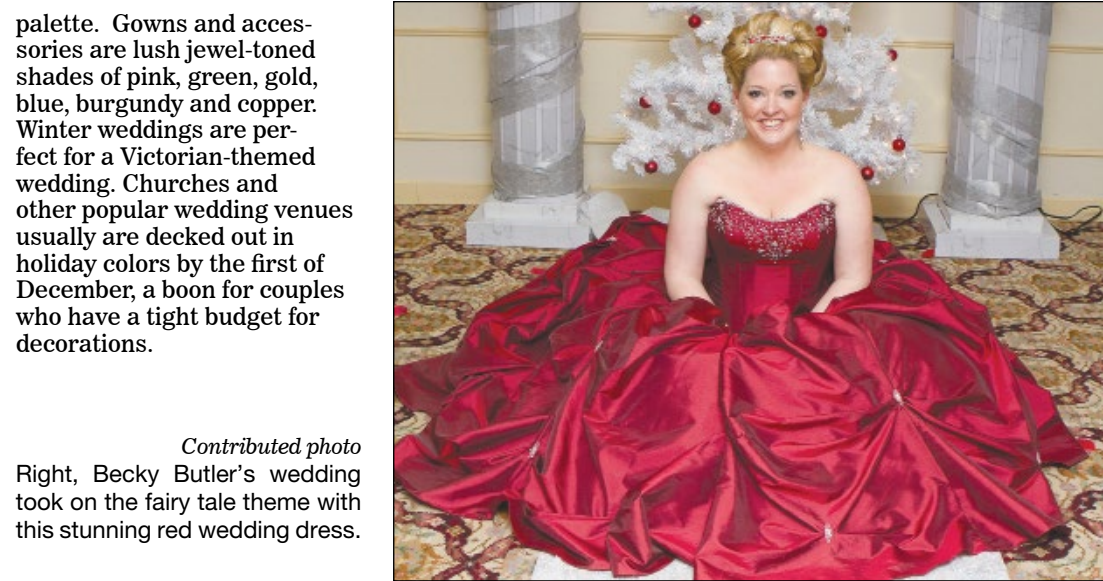 palette.  Gowns and acces-
sories are lush jewel-toned
shades of pink, green, gold,
blue, burgundy and copper.
Winter weddings are per-
fect for a Victorian-themed
wedding. Churches and
other popular wedding venues
usually are decked out in
holiday colors by the first of
December, a boon for couples
who have a tight budget for
decorations.
Contributed photo
Right, Becky Butler's wedding
took on the fairy tale theme with
this stunning red wedding dress.